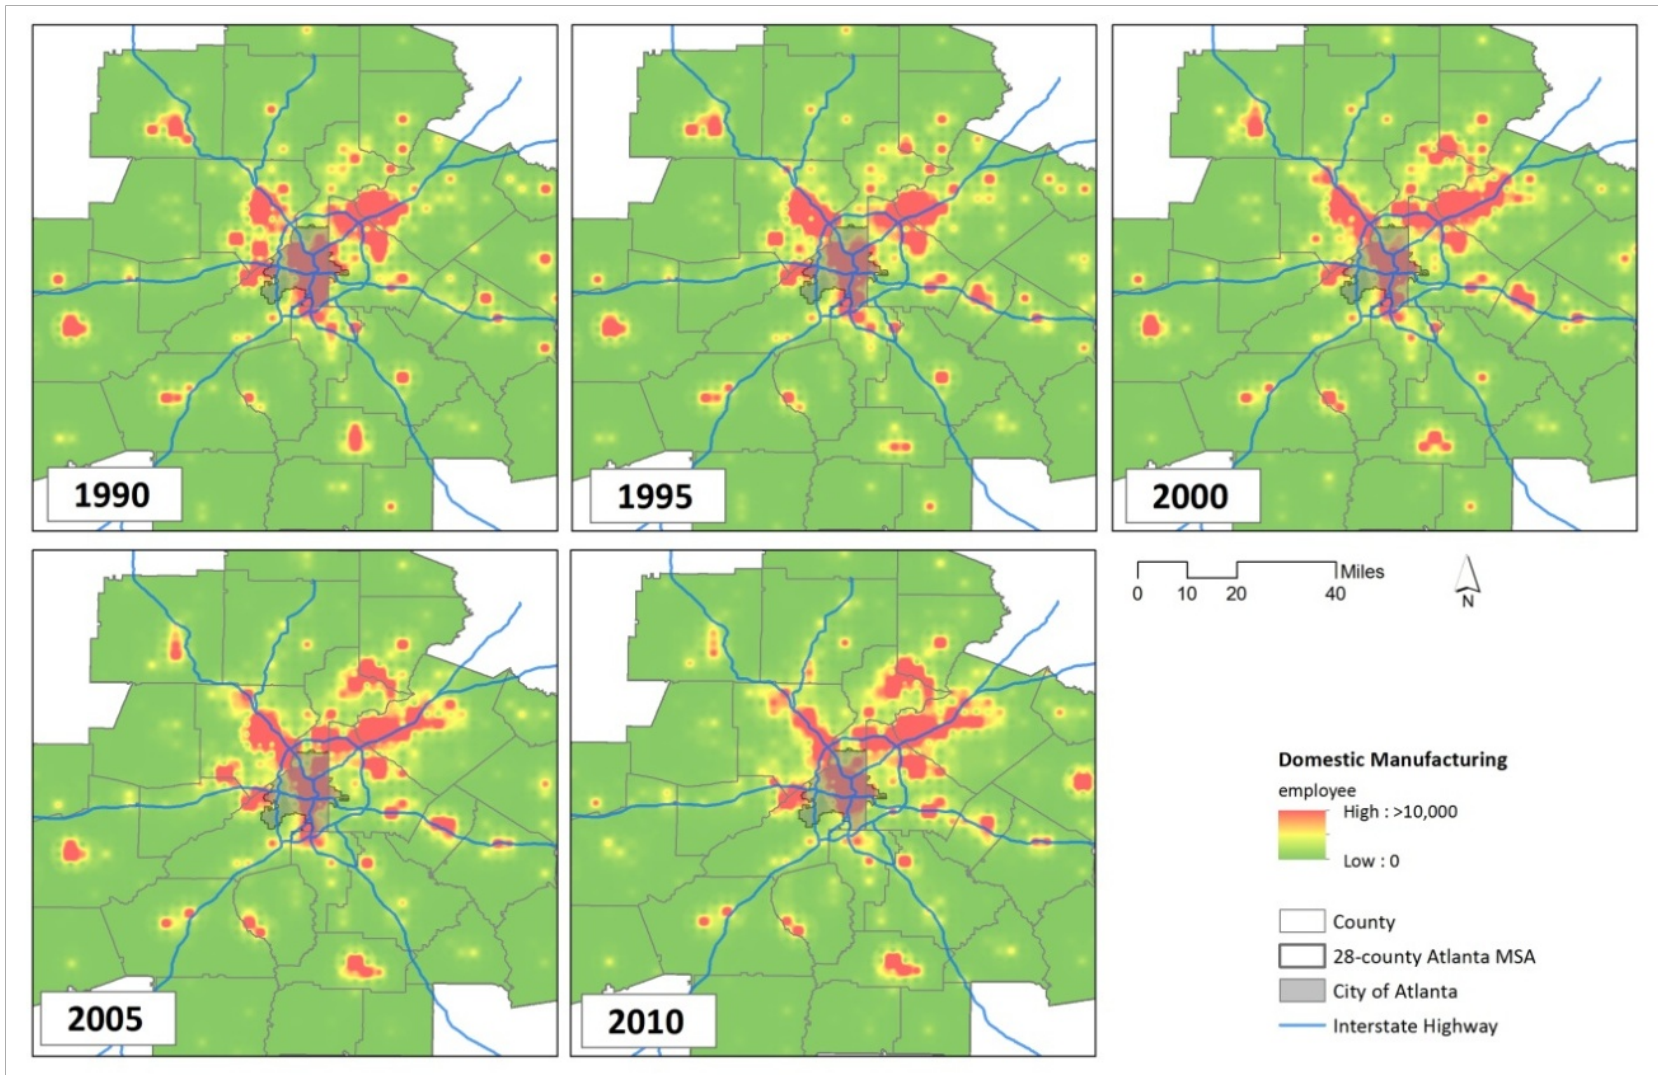 1990
1995
2000
2005
2010
Miles
0 10 20 40
N
Domestic Manufacturing
employee
High : >10,000
Low : 0
County
28-county Atlanta MSA
City of Atlanta
Interstate Highway